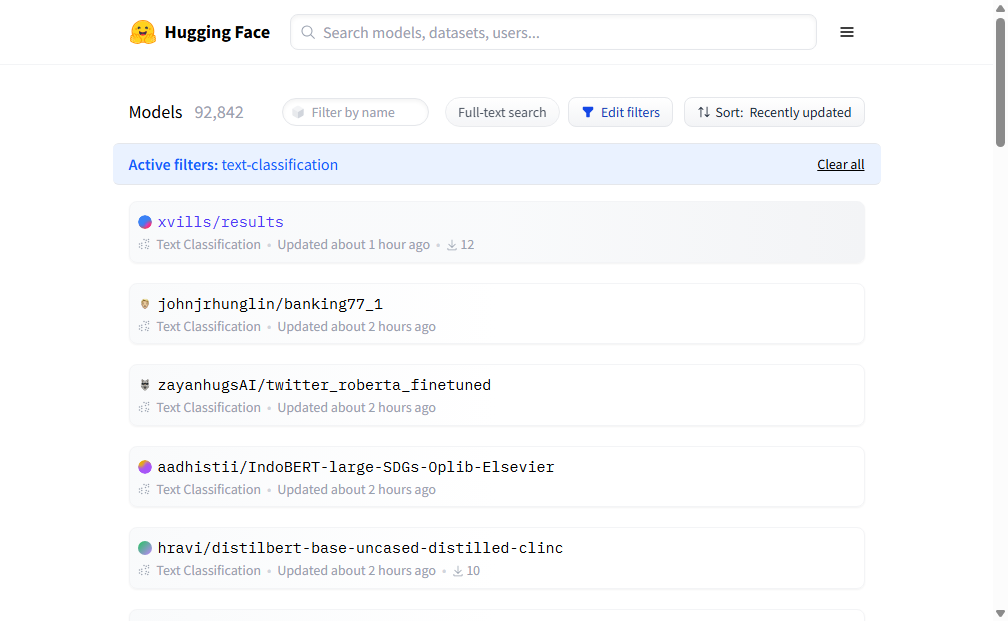 Hugging Face
Search models, datasets, users...
Models 92,842
Filter by name
Full-text search
Edit filters
Sort: Recently updated
Active filters: text-classification
Clear all
xvills/results
Text Classification • Updated about 1 hour ago • 12
johnjrhunglin/banking77_1
Text Classification • Updated about 2 hours ago
zayanhugsAI/twitter_roberta_finetuned
Text Classification • Updated about 2 hours ago
aadhistii/IndoBERT-large-SDGs-Oplib-Elsevier
Text Classification • Updated about 2 hours ago
hravi/distilbert-base-uncased-distilled-clinc
Text Classification • Updated about 2 hours ago • 10